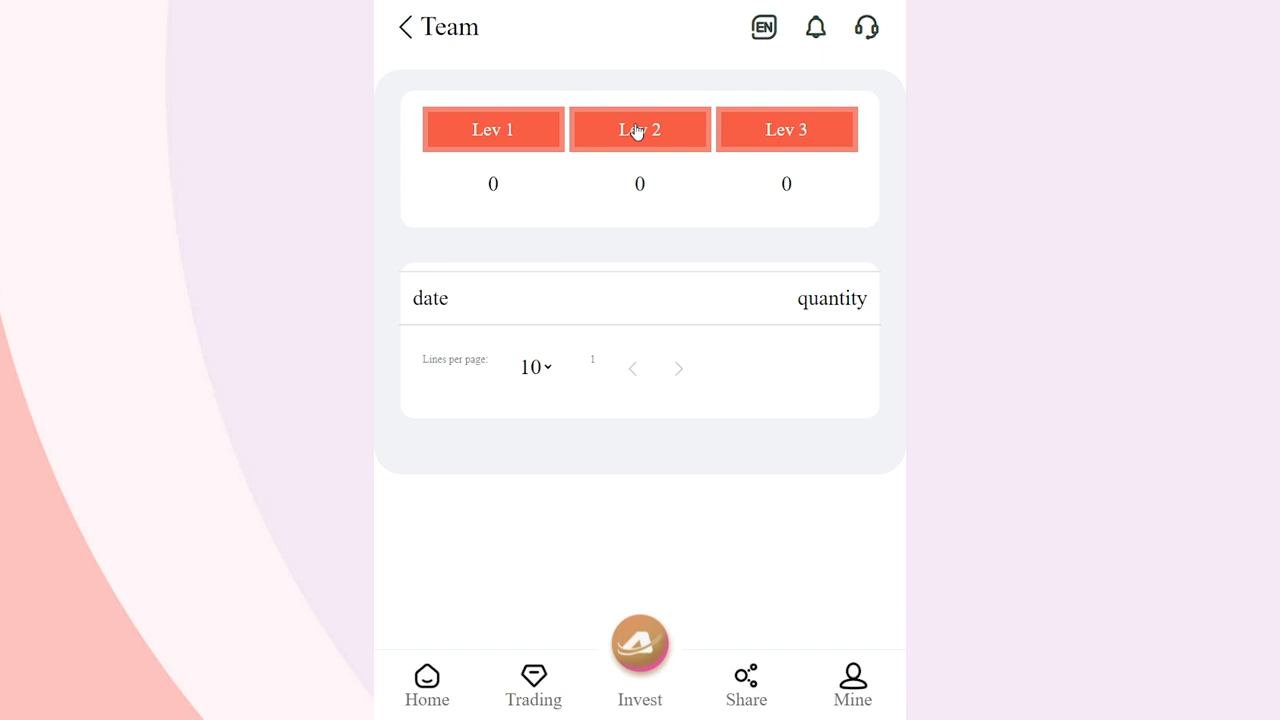 Team
EN
Lev 1 Lev 2 Lev 3
0 0 0
date quantity
Lines per page: 10 1
Home Trading Invest Share Mine